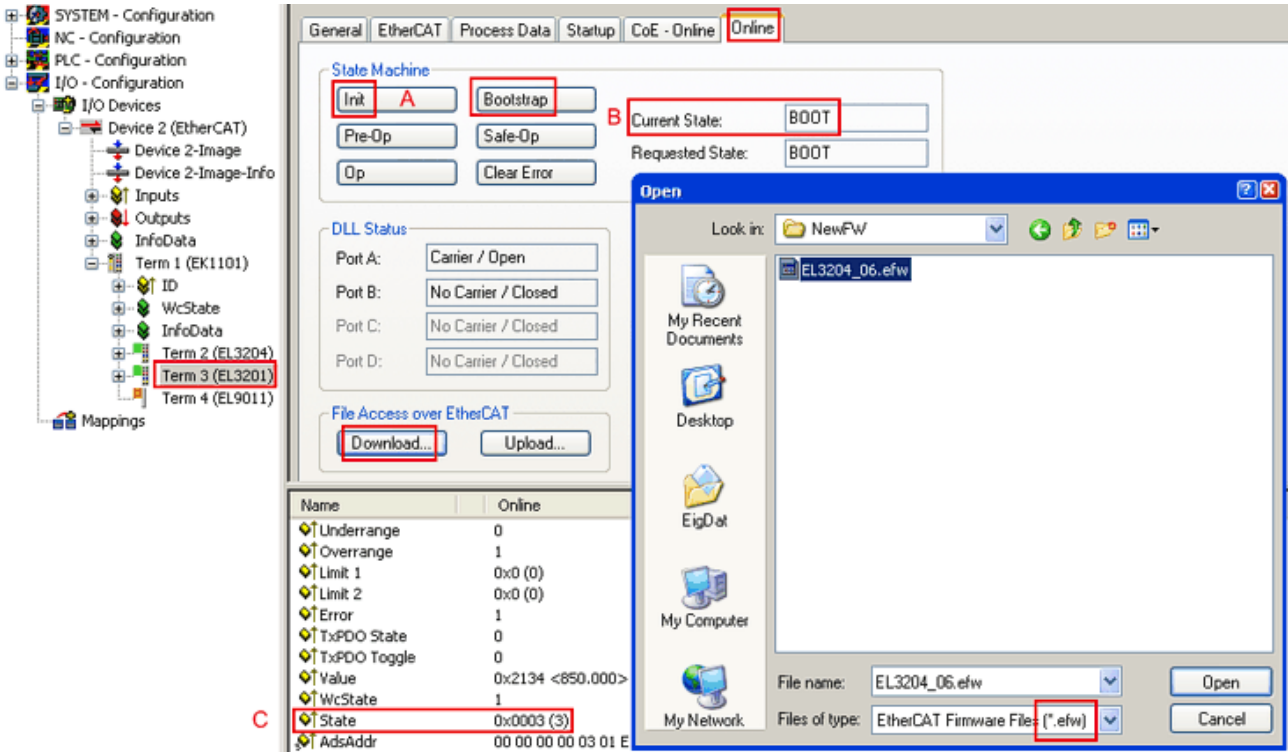 SYSTEM - Configuration
NC - Configuration
PLC - Configuration
I/O - Configuration
I/O Devices
Device 2 (EtherCAT)
Device 2-Image
Device 2-Image-Info
Inputs
Outputs
InfoData
Term 1 (EK1101)
ID
WcState
InfoData
Term 2 (EL3204)
Term 3 (EL3201)
Term 4 (EL9011)
Mappings
General EtherCAT Process Data Startup CoE - Online Online
State Machine
Init A Bootstrap
Pre-Op Safe-Op
Op Clear Error
B Current State: BOOT
Requested State: BOOT
DLL Status
Port A: Carrier / Open
Port B: No Carrier / Closed
Port C: No Carrier / Closed
Port D: No Carrier / Closed
File Access over EtherCAT
Download... Upload...
Name Online
Underrange 0
Overrange 1
Limit 1 0x0 (0)
Limit 2 0x0 (0)
Error 1
TxPDO State 0
TxPDO Toggle 0
Value 0x2134 <850.000>
WcState 1
C State 0x0003 (3)
AdsAddr 00 00 00 00 03 01 E
Open
Look in: NewFW
EL3204_06.efw
My Recent
Documents
Desktop
EigDat
My Computer
My Network
File name: EL3204_06.efw Open
Files of type: EtherCAT Firmware Files (*.efw) Cancel